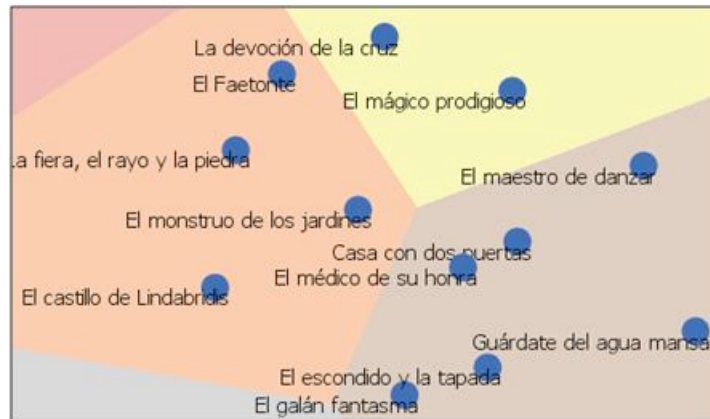 La devoción de la cruz
El Faetonte
El mágico prodigioso
La fiera, el rayo y la piedra
El maestro de danzar
El monstruo de los jardines
Casa con dos puertas
El médico de su honra
El castillo de Lindabridis
Guárdate del agua mansa
El escondido y la tapada
El galán fantasma